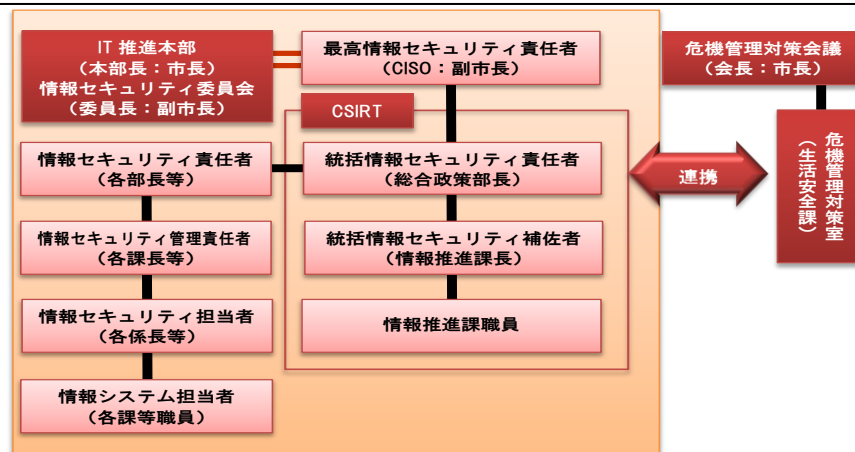 IT 推進本部
（本部長：市長）
情報セキュリティ委員会
（委員長：副市長）
最高情報セキュリティ責任者
（CISO：副市長）
危機管理対策会議
（会長：市長）
CSIRT
情報セキュリティ責任者
（各部長等）
統括情報セキュリティ責任者
（総合政策部長）
連携
危機管理対策室
（生活安全課）
情報セキュリティ管理責任者
（各課長等）
統括情報セキュリティ補佐者
（情報推進課長）
情報セキュリティ担当者
（各係長等）
情報推進課職員
情報システム担当者
（各課等職員）